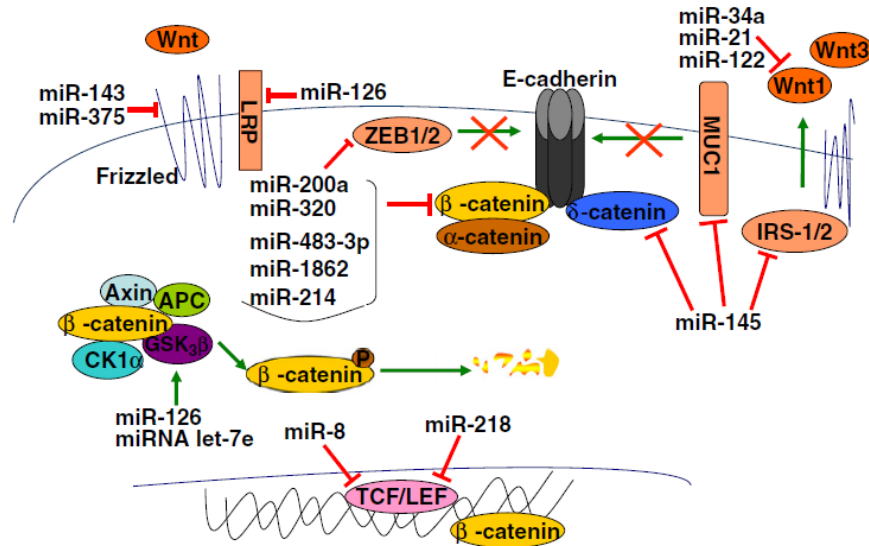 miR-34a
miR-21
miR-122
Wnt
Wnt3
Wnt1
E-cadherin
miR-143
miR-375
LRP
miR-126
MUC1
ZEB1/2
Frizzled
miR-200a
miR-320
miR-483-3p
miR-1862
miR-214
β -catenin
δ-catenin
α-catenin
IRS-1/2
miR-145
Axin
APC
β -catenin
GSK3β
CK1α
P
β -catenin
miR-126
miRNA let-7e
miR-8
miR-218
TCF/LEF
β -catenin